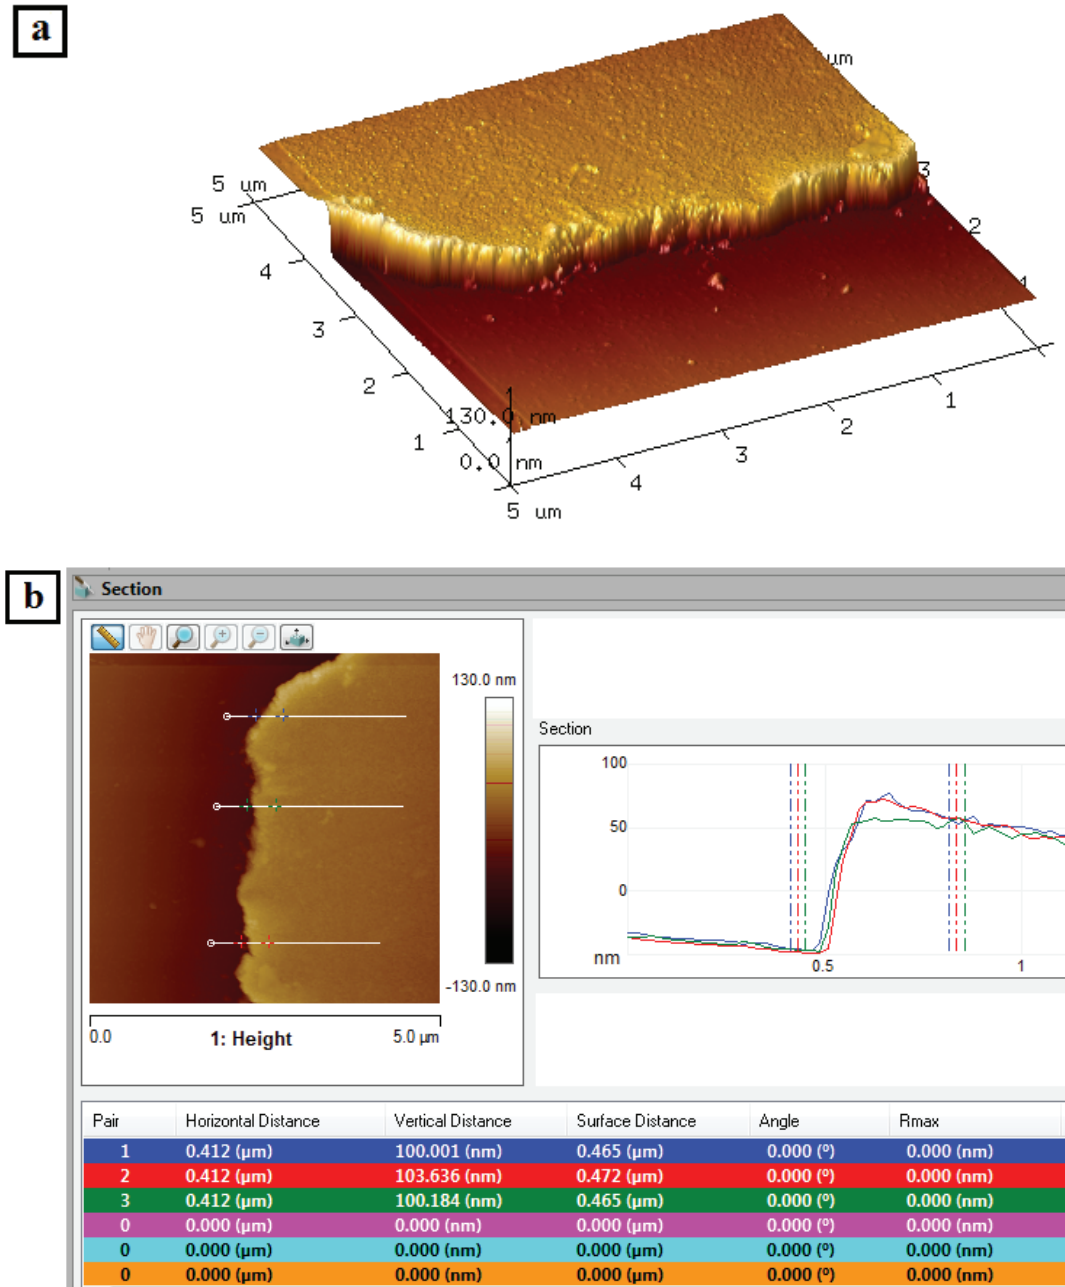 a
um
5 um
5 um
4
3
2
1
130.0 nm
0.0 nm
5 um
4
3
2
1
1
2
3
b
Section
130.0 nm
-130.0 nm
0.0
1: Height
5.0 µm
Section
100
50
0
nm
0.5
1
Pair Horizontal Distance Vertical Distance Surface Distance Angle Rmax
1 0.412 (µm) 100.001 (nm) 0.465 (µm) 0.000 (º) 0.000 (nm)
2 0.412 (µm) 103.636 (nm) 0.472 (µm) 0.000 (º) 0.000 (nm)
3 0.412 (µm) 100.184 (nm) 0.465 (µm) 0.000 (º) 0.000 (nm)
0 0.000 (µm) 0.000 (nm) 0.000 (µm) 0.000 (º) 0.000 (nm)
0 0.000 (µm) 0.000 (nm) 0.000 (µm) 0.000 (º) 0.000 (nm)
0 0.000 (µm) 0.000 (nm) 0.000 (µm) 0.000 (º) 0.000 (nm)